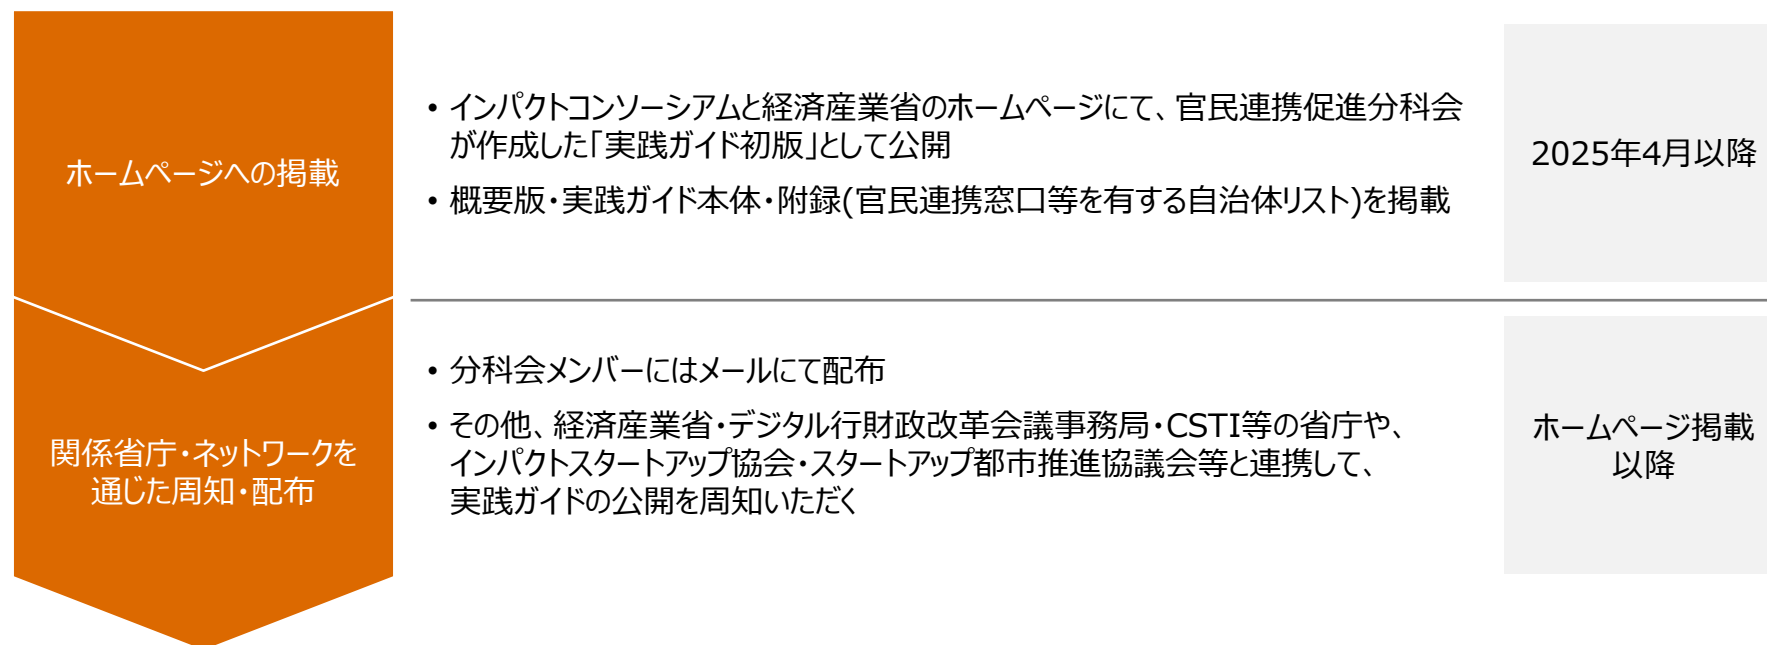 ホームページへの掲載
• インパクトコンソーシアムと経済産業省のホームページにて、官民連携促進分科会
が作成した「実践ガイド初版」として公開
• 概要版・実践ガイド本体・附録(官民連携窓口等を有する自治体リスト)を掲載
2025年4月以降
関係省庁・ネットワークを
通じた周知・配布
• 分科会メンバーにはメールにて配布
• その他、経済産業省・デジタル行財政改革会議事務局・CSTI等の省庁や、
インパクトスタートアップ協会・スタートアップ都市推進協議会等と連携して、
実践ガイドの公開を周知いただく
ホームページ掲載
以降